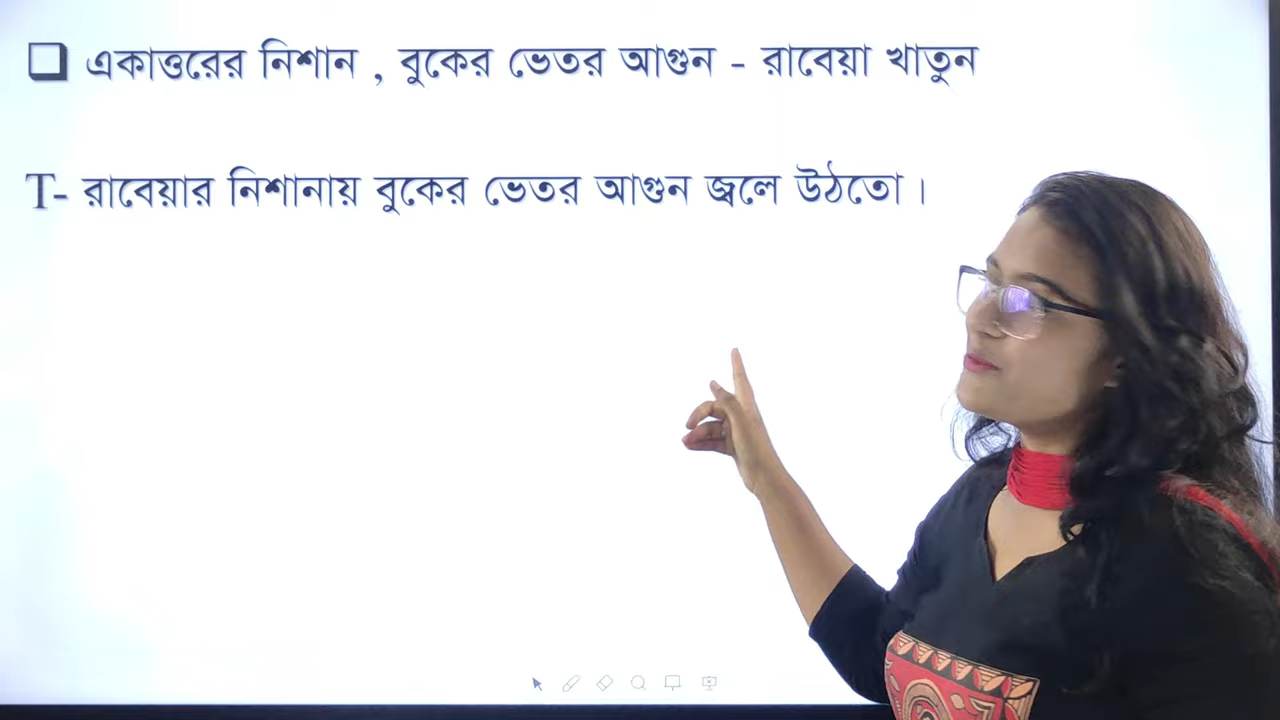 ❑ একাত্তরের নিশান , বুকের ভেতর আগুন - রাবেয়া খাতুন
T- রাবেয়ার নিশানায় বুকের ভেতর আগুন জ্বলে উঠতো।